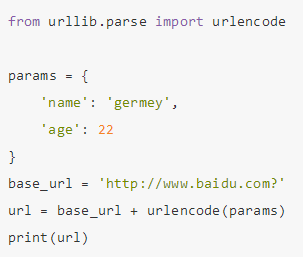 from urllib.parse import urlencode

params = {
    'name': 'germey',
    'age': 22
}
base_url = 'http://www.baidu.com?'
url = base_url + urlencode(params)
print(url)